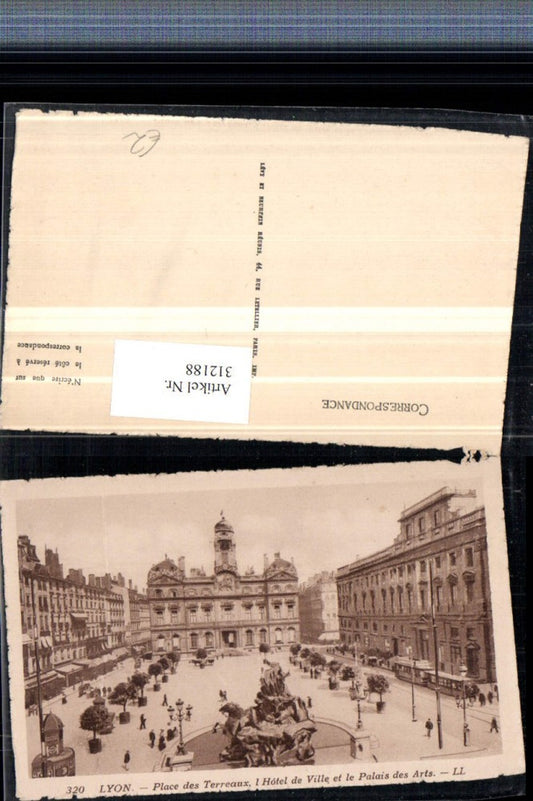 62
LÉVY ET NEURDEIN RÉUNIS, 44, RUE LETELLIER, PARIS, IMP.
CORRESPONDANCE
Artikel Nr.
312188
N'écrire que sur
le côté réservé à
la correspondance
320 LYON. — Place des Terreaux, l'Hôtel de Ville et le Palais des Arts. — LL